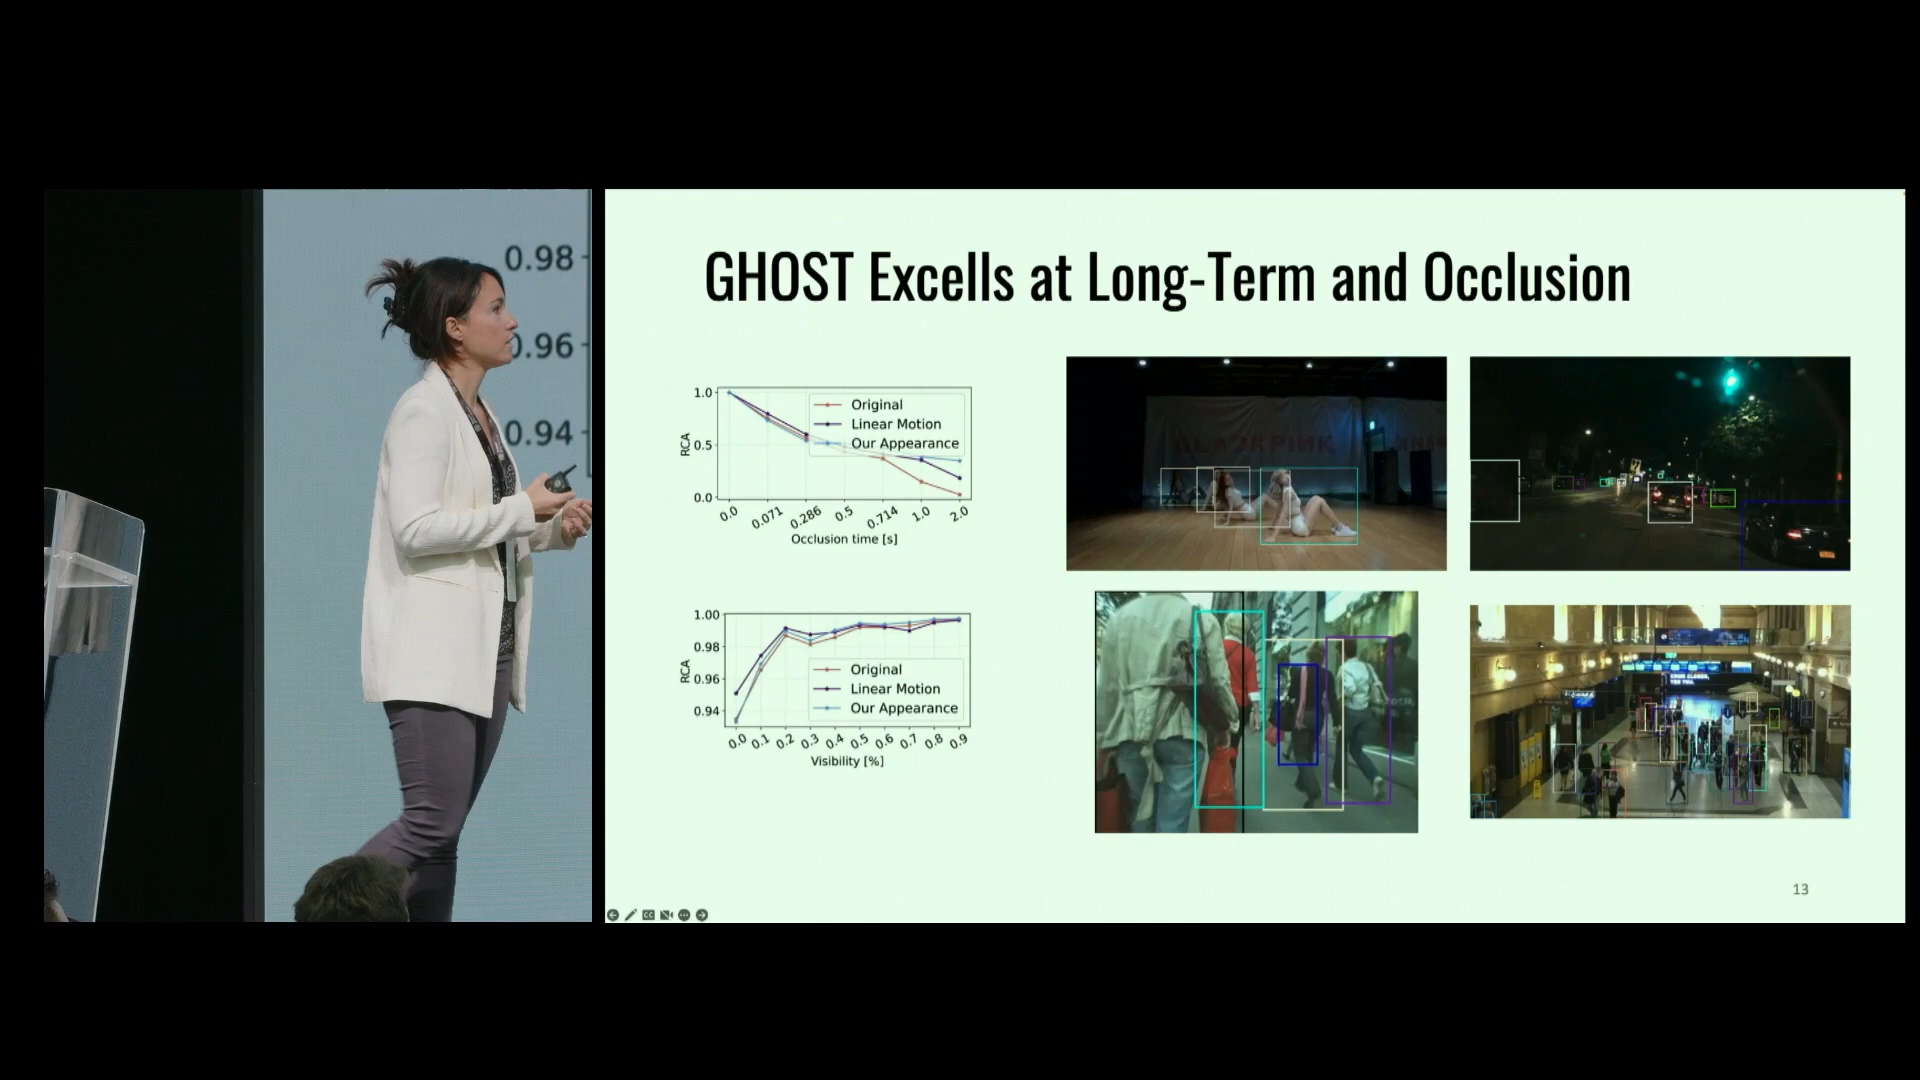 0.98
0.96
0.94
GHOST Excells at Long-Term and Occlusion
1.0
0.5
0.0
RCA
Original
Linear Motion
Our Appearance
0.0 0.071 0.286 0.5 0.714 1.0 2.0
Occlusion time [s]
1.00
0.98
0.96
0.94
RCA
Original
Linear Motion
Our Appearance
0.0 0.1 0.2 0.3 0.4 0.5 0.6 0.7 0.8 0.9
Visibility [%]
BLACKPINK
13
CC